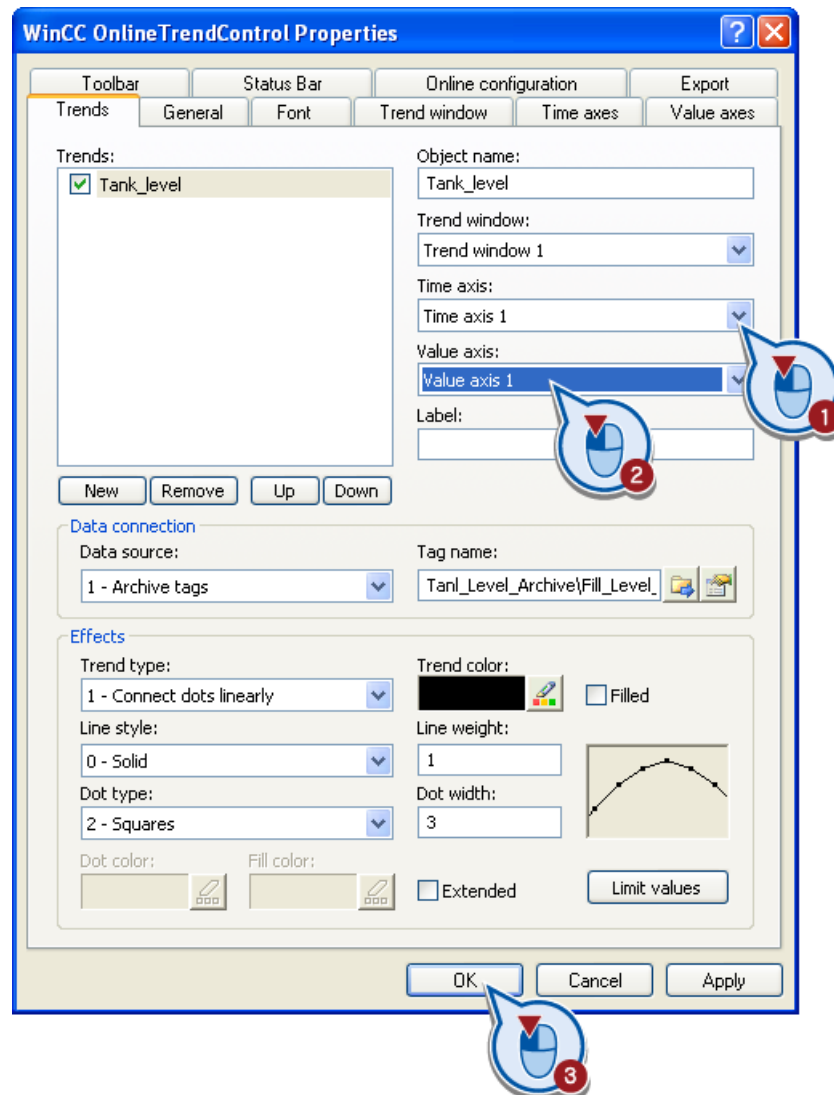 WinCC OnlineTrendControl Properties
Toolbar Status Bar Online configuration Export
Trends General Font Trend window Time axes Value axes
Trends:
Tank_level
Object name:
Tank_level
Trend window:
Trend window 1
Time axis:
Time axis 1
Value axis:
Value axis 1
Label:
1
2
New Remove Up Down
Data connection
Data source:
1 - Archive tags
Tag name:
Tanl_Level_Archive\Fill_Level_
Effects
Trend type:
1 - Connect dots linearly
Trend color:
Filled
Line style:
0 - Solid
Line weight:
1
Dot type:
2 - Squares
Dot width:
3
Dot color: Fill color:
Extended
Limit values
OK Cancel Apply
3